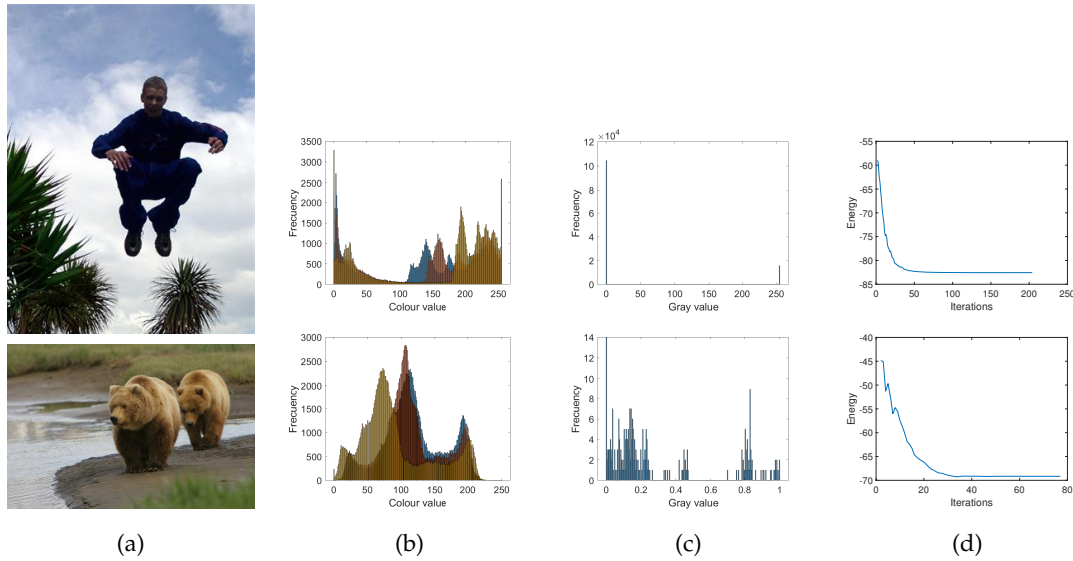 3500
3000
2500
2000
1500
1000
500
0
Frecuency
0 50 100 150 200 250
Colour value
12 ×10^4
10
8
6
4
2
0
Frecuency
0 50 100 150 200 250
Gray value
-55
-60
-65
-70
-75
-80
-85
Energy
0 50 100 150 200 250
Iterations
3000
2500
2000
1500
1000
500
0
Frecuency
0 50 100 150 200 250
Colour value
14
12
10
8
6
4
2
0
Frecuency
0 0.2 0.4 0.6 0.8 1
Gray value
-40
-45
-50
-55
-60
-65
-70
Energy
0 20 40 60 80
Iterations
(a) (b) (c) (d)